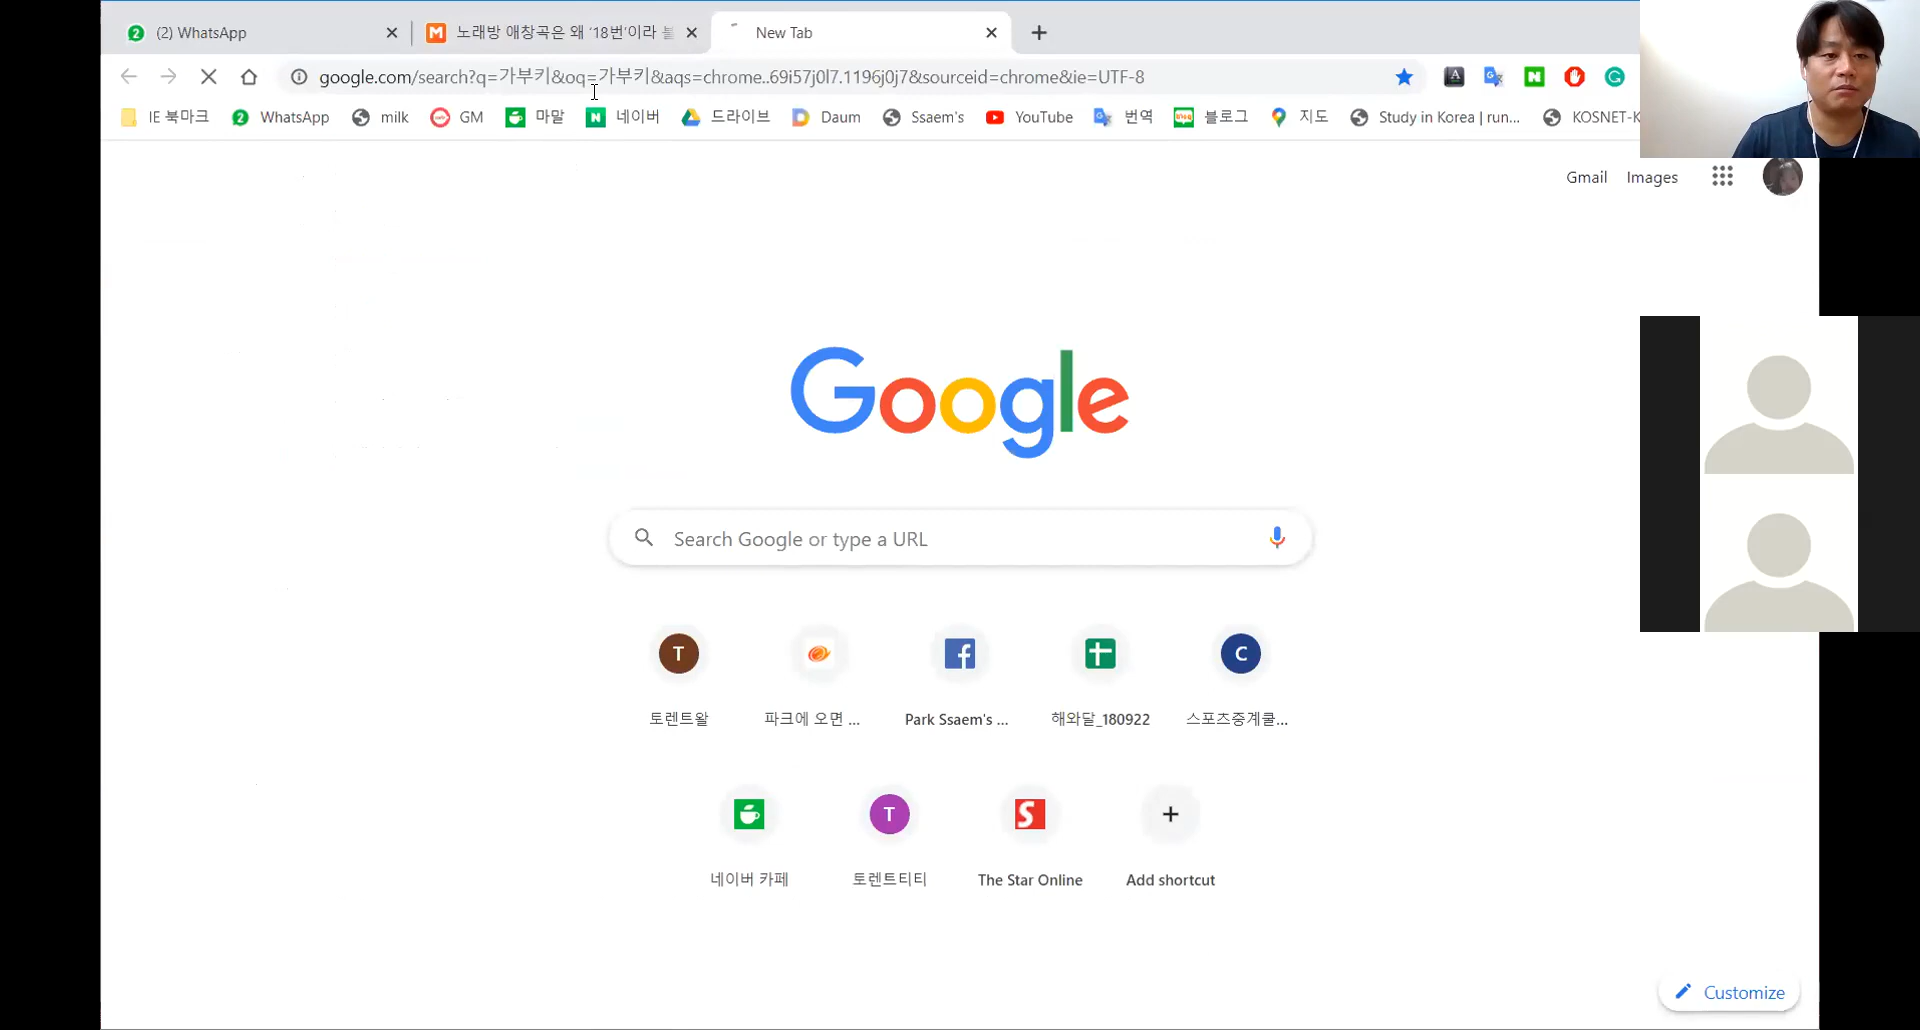 2 (2) WhatsApp
M 노래방 애창곡은 왜 '18번'이라 불
New Tab
google.com/search?q=가부키&oq=가부키&aqs=chrome..69i57j0l7.1196j0j7&sourceid=chrome&ie=UTF-8
IE 북마크 2 WhatsApp milk GM 마말 N 네이버 드라이브 Daum Ssaem's YouTube 번역 블로그 지도 Study in Korea | run... KOSNET-K
Gmail Images
Google
Search Google or type a URL
T C
토렌트왈 파크에 오면 ... Park Ssaem's ... 해와달_180922 스포츠중계쿨...
T S
네이버 카페 토렌트티티 The Star Online Add shortcut
Customize